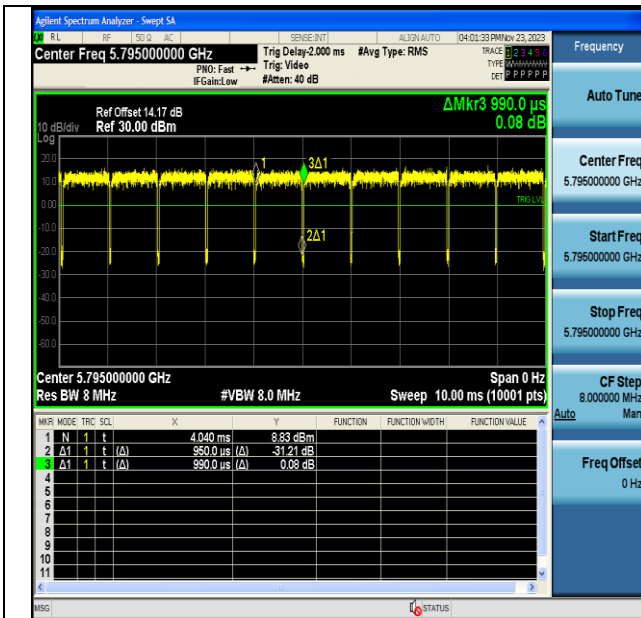 Agilent Spectrum Analyzer - Swept SA
RL RF 50 Ω AC SENSE:INT ALIGN AUTO 04:01:33 PM Nov 23, 2023
Center Freq 5.795000000 GHz
PNO: Fast
IFGain:Low
Trig Delay-2.000 ms
Trig: Video
#Atten: 40 dB
#Avg Type: RMS
TRACE 1 2 3 4 5 6
TYPE WWWWWW
DET P P P P P P
Frequency
Auto Tune
Center Freq
5.795000000 GHz
Start Freq
5.795000000 GHz
Stop Freq
5.795000000 GHz
CF Step
8.000000 MHz
Auto Man
Freq Offset
0 Hz
ΔMkr3 990.0 µs
0.08 dB
Ref Offset 14.17 dB
10 dB/div Ref 30.00 dBm
Log
20.0
10.0
0.00
-10.0
-20.0
-30.0
-40.0
-50.0
-60.0
1
3Δ1
2Δ1
TRIG LVL
Center 5.795000000 GHz Span 0 Hz
Res BW 8 MHz #VBW 8.0 MHz Sweep 10.00 ms (10001 pts)
MKR MODE TRC SCL X Y FUNCTION FUNCTION WIDTH FUNCTION VALUE
1 N 1 t 4.040 ms 8.83 dBm
2 Δ1 1 t (Δ) 950.0 µs (Δ) -31.21 dB
3 Δ1 1 t (Δ) 990.0 µs (Δ) 0.08 dB
4
5
6
7
8
9
10
11
MSG STATUS